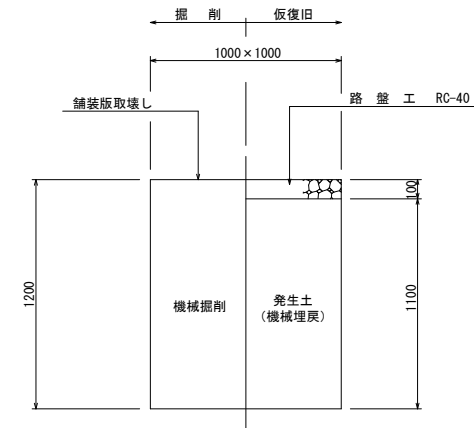 掘 削 仮復旧
1000×1000
舗装版取壊し
路 盤 工 RC-40
100
1200
機械掘削
発生土
(機械埋戻)
1100